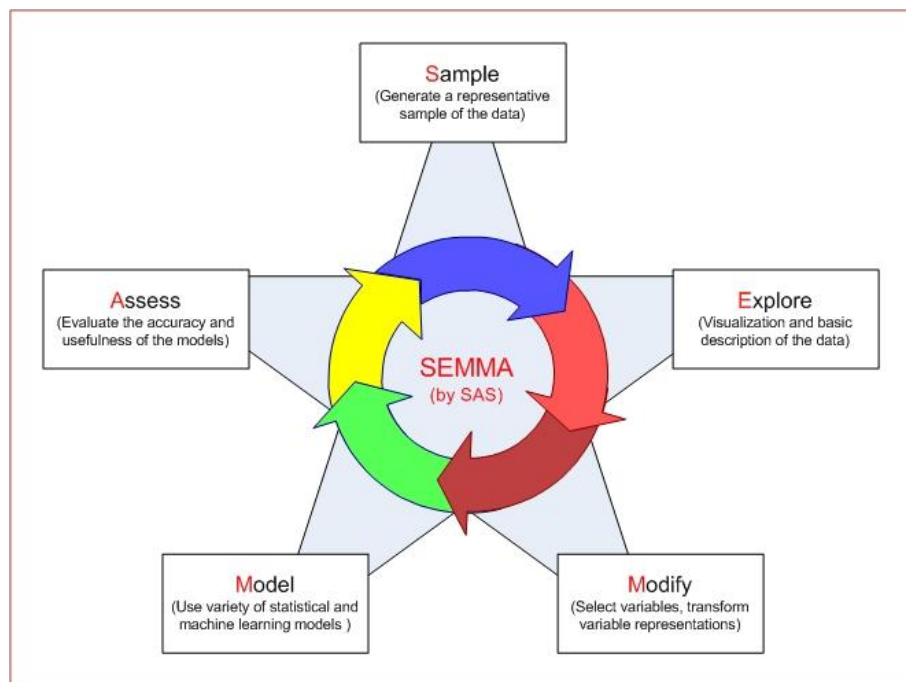 Sample
(Generate a representative
sample of the data)
Assess
(Evaluate the accuracy and
usefulness of the models)
Explore
(Visualization and basic
description of the data)
SEMMA
(by SAS)
Model
(Use variety of statistical and
machine learning models )
Modify
(Select variables, transform
variable representations)